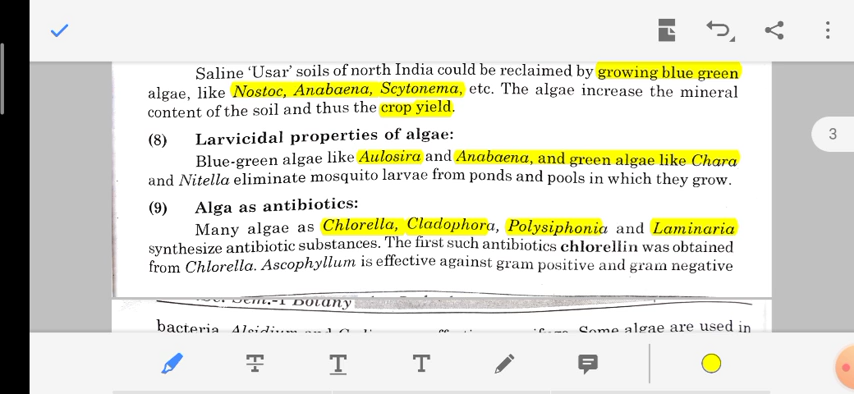 Saline 'Usar' soils of north India could be reclaimed by growing blue green
algae, like Nostoc, Anabaena, Scytonema, etc. The algae increase the mineral
content of the soil and thus the crop yield.
(8) Larvicidal properties of algae:
Blue-green algae like Aulosira and Anabaena, and green algae like Chara
and Nitella eliminate mosquito larvae from ponds and pools in which they grow.
3
(9) Alga as antibiotics:
Many algae as Chlorella, Cladophora, Polysiphonia and Laminaria
synthesize antibiotic substances. The first such antibiotics chlorellin was obtained
from Chlorella. Ascophyllum is effective against gram positive and gram negative
Botany
bacteria. Some algae are used in
T T T